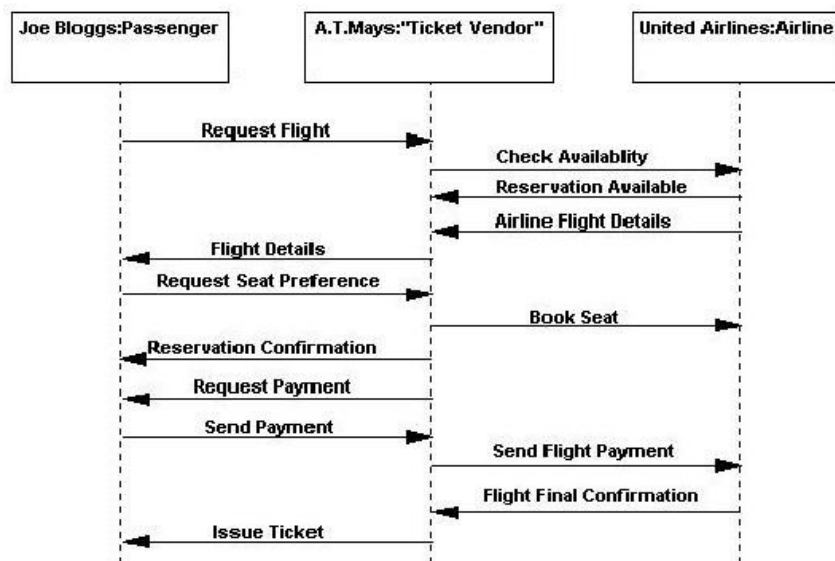 Joe Bloggs:Passenger
A.T.Mays:"Ticket Vendor"
United Airlines:Airline
Request Flight
Check Availablity
Reservation Available
Airline Flight Details
Flight Details
Request Seat Preference
Book Seat
Reservation Confirmation
Request Payment
Send Payment
Send Flight Payment
Flight Final Confirmation
Issue Ticket